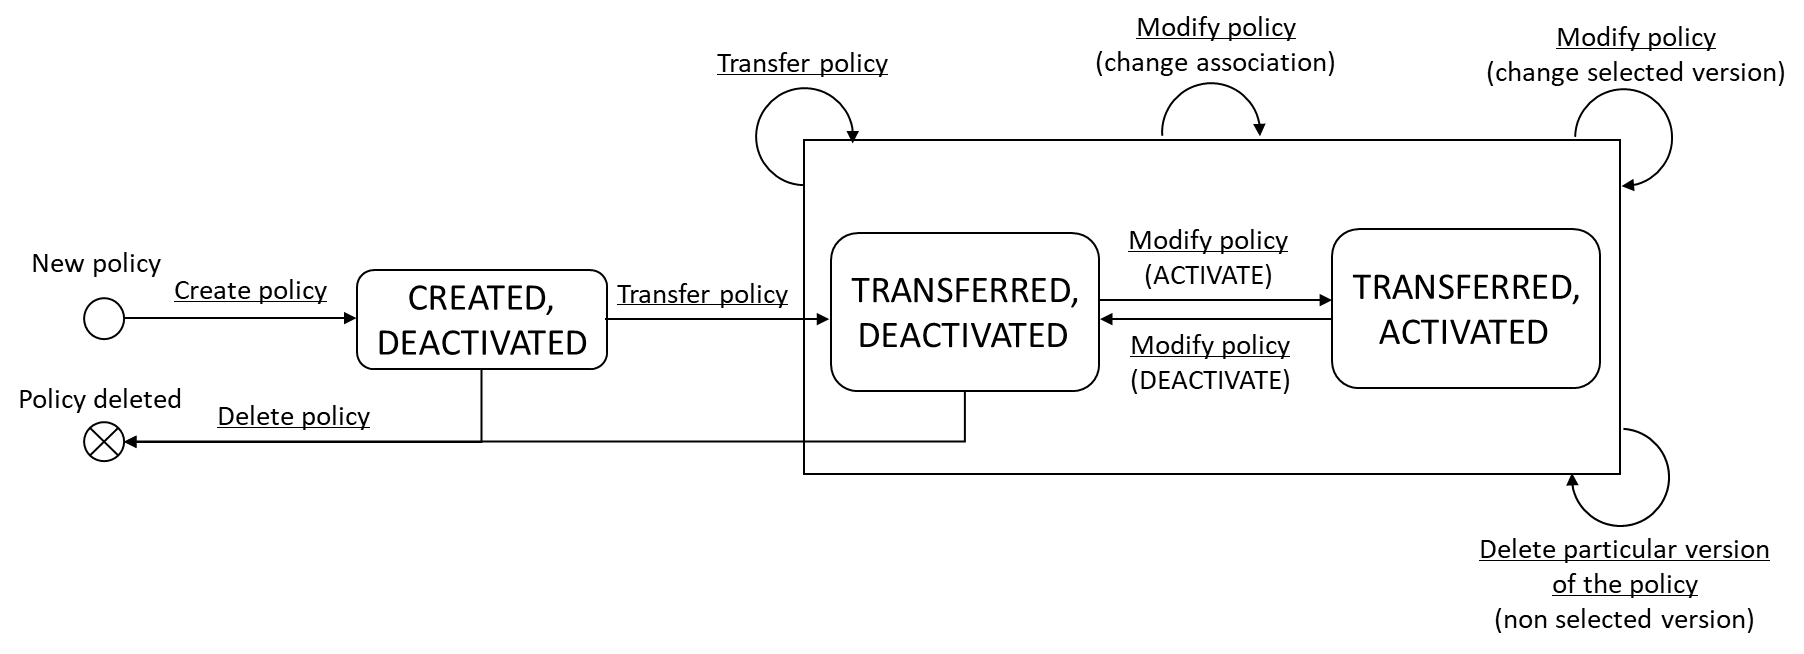 Modify policy
(change association)
Modify policy
(change selected version)
Transfer policy
New policy
Create policy
CREATED,
DEACTIVATED
Transfer policy
TRANSFERRED,
DEACTIVATED
Modify policy
(ACTIVATE)
Modify policy
(DEACTIVATE)
TRANSFERRED,
ACTIVATED
Policy deleted
Delete policy
Delete particular version
of the policy
(non selected version)